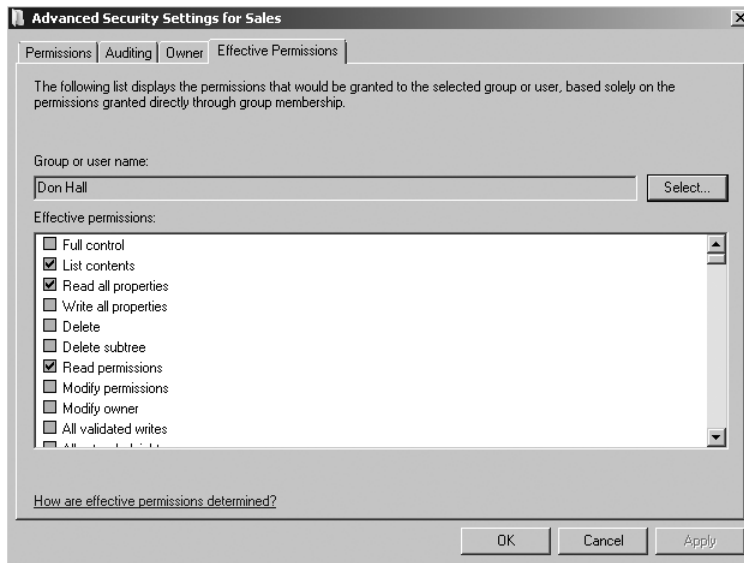 Advanced Security Settings for Sales
Permissions Auditing Owner Effective Permissions
The following list displays the permissions that would be granted to the selected group or user, based solely on the
permissions granted directly through group membership.
Group or user name:
Don Hall Select...
Effective permissions:
Full control
List contents
Read all properties
Write all properties
Delete
Delete subtree
Read permissions
Modify permissions
Modify owner
All validated writes
How are effective permissions determined?
OK Cancel Apply